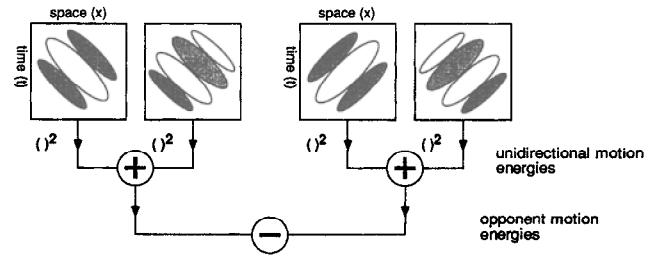 space (x)
space (x)
time (t)
time (t)
( )²
( )²
( )²
( )²
+
+
unidirectional motion
energies
−
opponent motion
energies